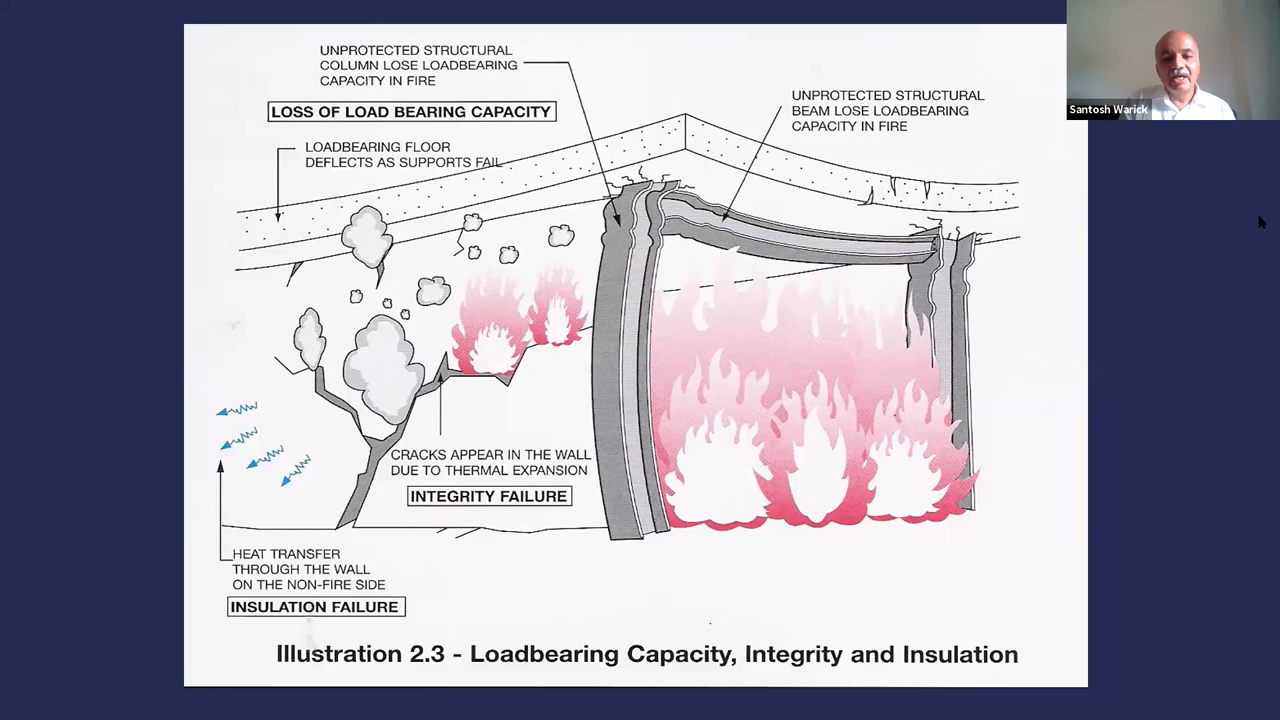 UNPROTECTED STRUCTURAL
COLUMN LOSE LOADBEARING
CAPACITY IN FIRE
LOSS OF LOAD BEARING CAPACITY
UNPROTECTED STRUCTURAL
BEAM LOSE LOADBEARING
CAPACITY IN FIRE
LOADBEARING FLOOR
DEFLECTS AS SUPPORTS FAIL
CRACKS APPEAR IN THE WALL
DUE TO THERMAL EXPANSION
INTEGRITY FAILURE
HEAT TRANSFER
THROUGH THE WALL
ON THE NON-FIRE SIDE
INSULATION FAILURE
Illustration 2.3 - Loadbearing Capacity, Integrity and Insulation
Santosh Warick